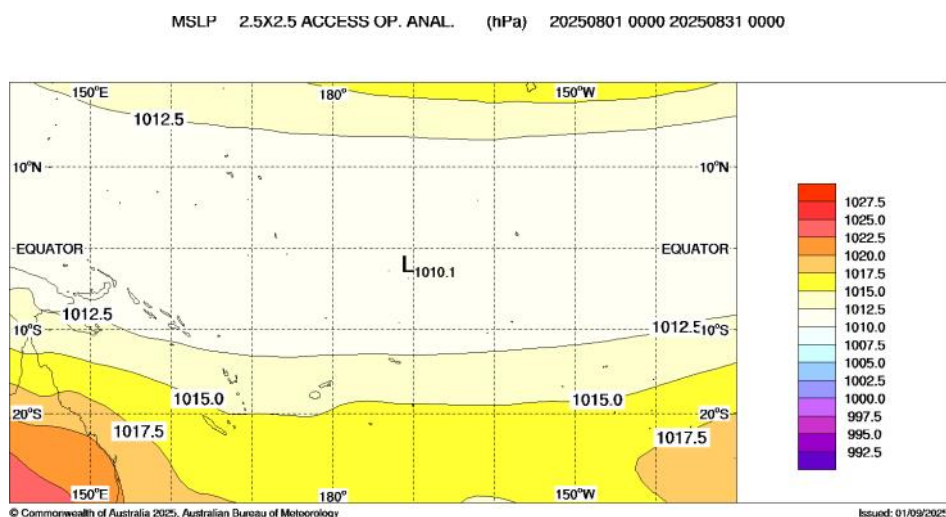 MSLP 2.5X2.5 ACCESS OP. ANAL. (hPa) 20250801 0000 20250831 0000
150°E 180° 150°W
1012.5
10°N 10°N
EQUATOR EQUATOR
L1010.1
1012.5 1012.5
10°S 10°S
1015.0 1015.0
20°S 20°S
1017.5 1017.5
150°E 180° 150°W
1027.5
1025.0
1022.5
1020.0
1017.5
1015.0
1012.5
1010.0
1007.5
1005.0
1002.5
1000.0
997.5
995.0
992.5
© Commonwealth of Australia 2025, Australian Bureau of Meteorology Issued: 01/09/2025